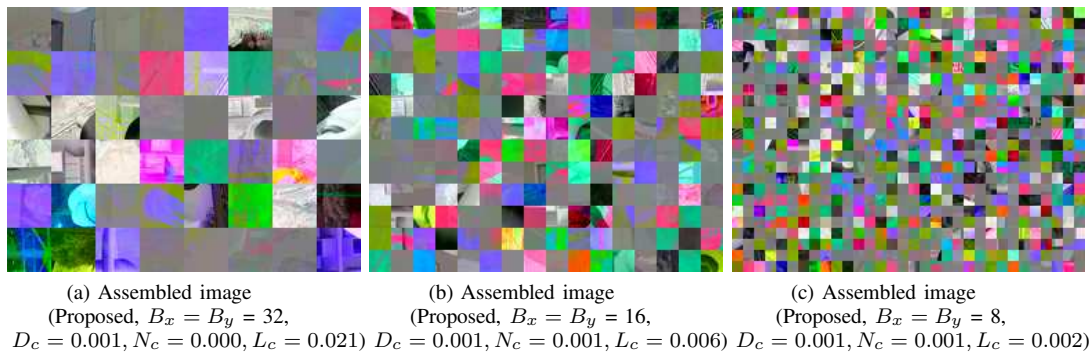 (a) Assembled image
(Proposed, B_x = B_y = 32,
D_c = 0.001, N_c = 0.000, L_c = 0.021)
(b) Assembled image
(Proposed, B_x = B_y = 16,
D_c = 0.001, N_c = 0.001, L_c = 0.006)
(c) Assembled image
(Proposed, B_x = B_y = 8,
D_c = 0.001, N_c = 0.001, L_c = 0.002)